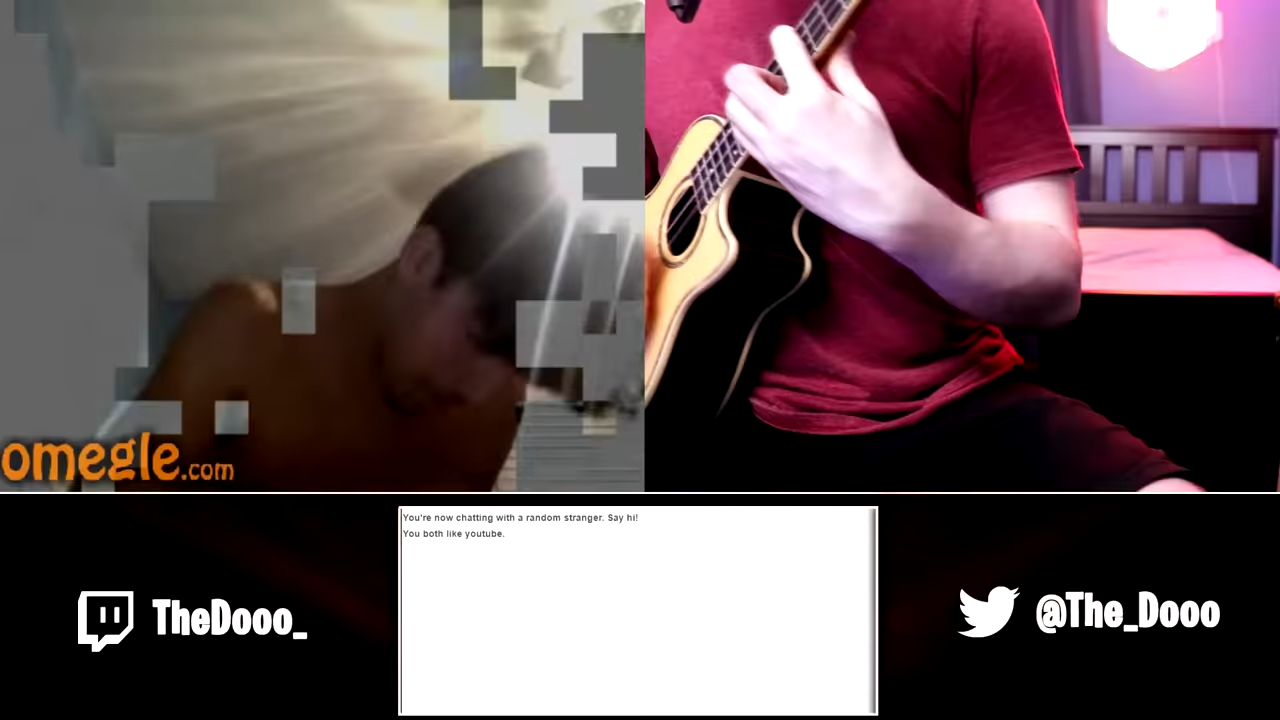 omegle.com
You're now chatting with a random stranger. Say hi!
You both like youtube.
TheDooo_
@The_Dooo